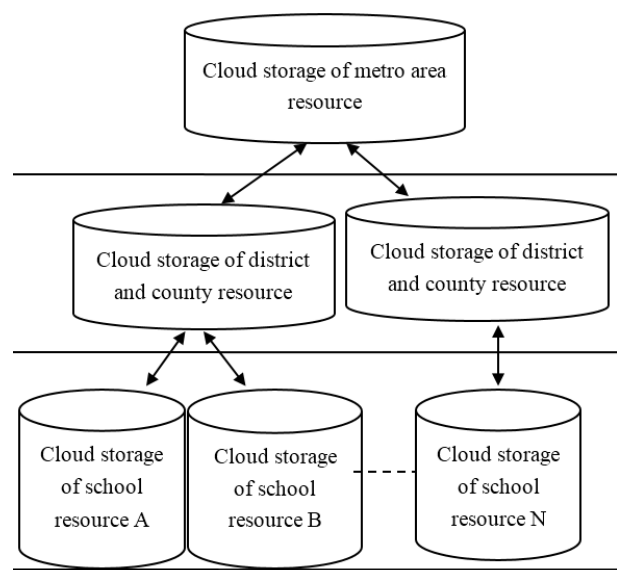 Cloud storage of metro area
resource
Cloud storage of district
and county resource
Cloud storage of district
and county resource
Cloud storage
of school
resource A
Cloud storage
of school
resource B
Cloud storage
of school
resource N